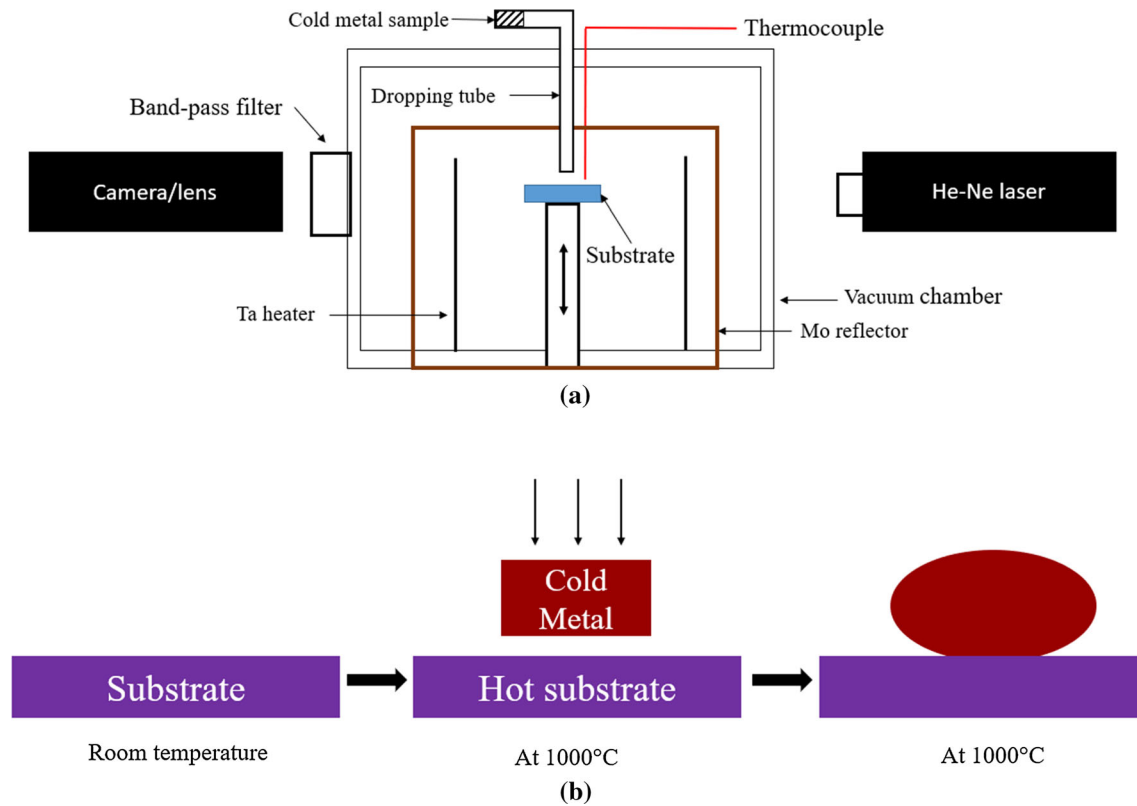 Cold metal sample
Thermocouple
Dropping tube
Band-pass filter
Camera/lens
He-Ne laser
Substrate
Vacuum chamber
Ta heater
Mo reflector
(a)
Cold
Metal
Substrate
Hot substrate
Room temperature
At 1000°C
At 1000°C
(b)